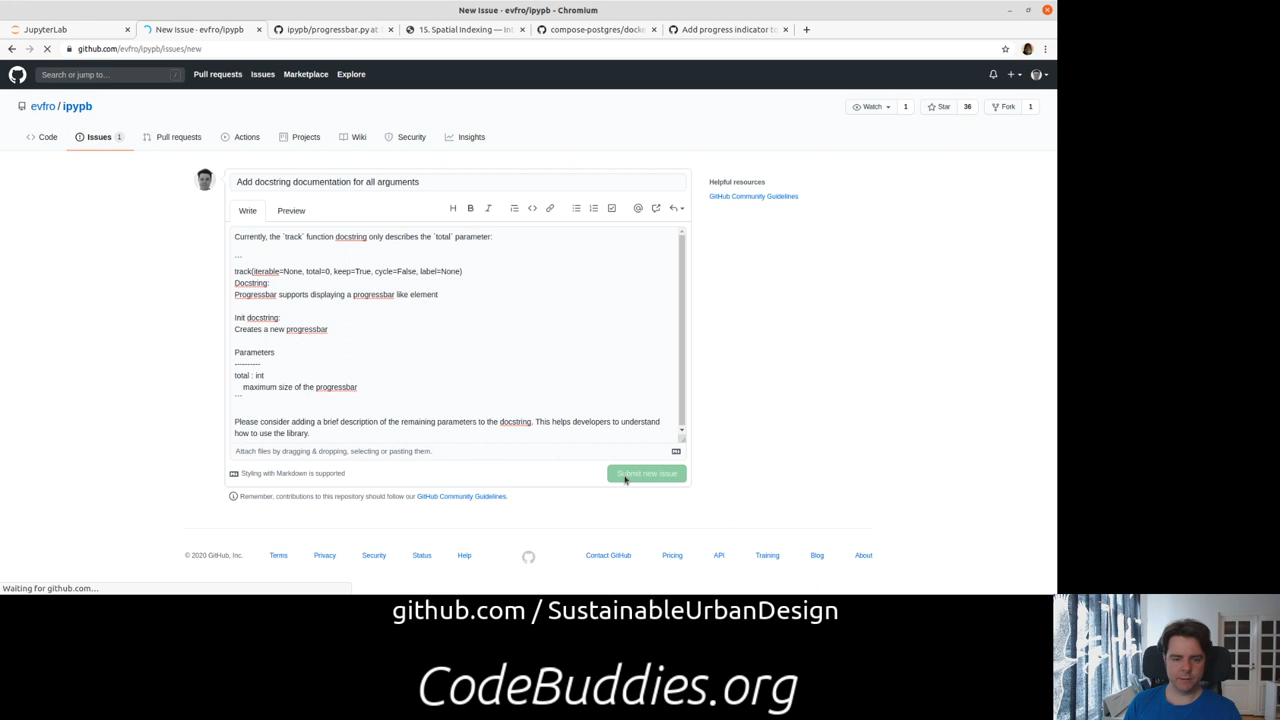 New Issue · evfro/ipypb - Chromium
JupyterLab
New Issue · evfro/ipypb
ipypb/progressbar.py at
15. Spatial Indexing — Int
compose-postgres/docke
Add progress indicator to
github.com/evfro/ipypb/issues/new
Search or jump to...
/
Pull requests
Issues
Marketplace
Explore
evfro / ipypb
Watch
1
Star
36
Fork
1
Code
Issues 1
Pull requests
Actions
Projects
Wiki
Security
Insights
Add docstring documentation for all arguments
Helpful resources
GitHub Community Guidelines
Write
Preview
Currently, the `track` function docstring only describes the `total` parameter:
```
track(iterable=None, total=0, keep=True, cycle=False, label=None)
Docstring:
Progressbar supports displaying a progressbar like element
Init docstring:
Creates a new progressbar
Parameters
----------
total : int
maximum size of the progressbar
```
Please consider adding a brief description of the remaining parameters to the docstring. This helps developers to understand
how to use the library.
Attach files by dragging & dropping, selecting or pasting them.
Styling with Markdown is supported
Submit new issue
Remember, contributions to this repository should follow our GitHub Community Guidelines.
© 2020 GitHub, Inc.
Terms
Privacy
Security
Status
Help
Contact GitHub
Pricing
API
Training
Blog
About
Waiting for github.com…
github.com / SustainableUrbanDesign
CodeBuddies.org